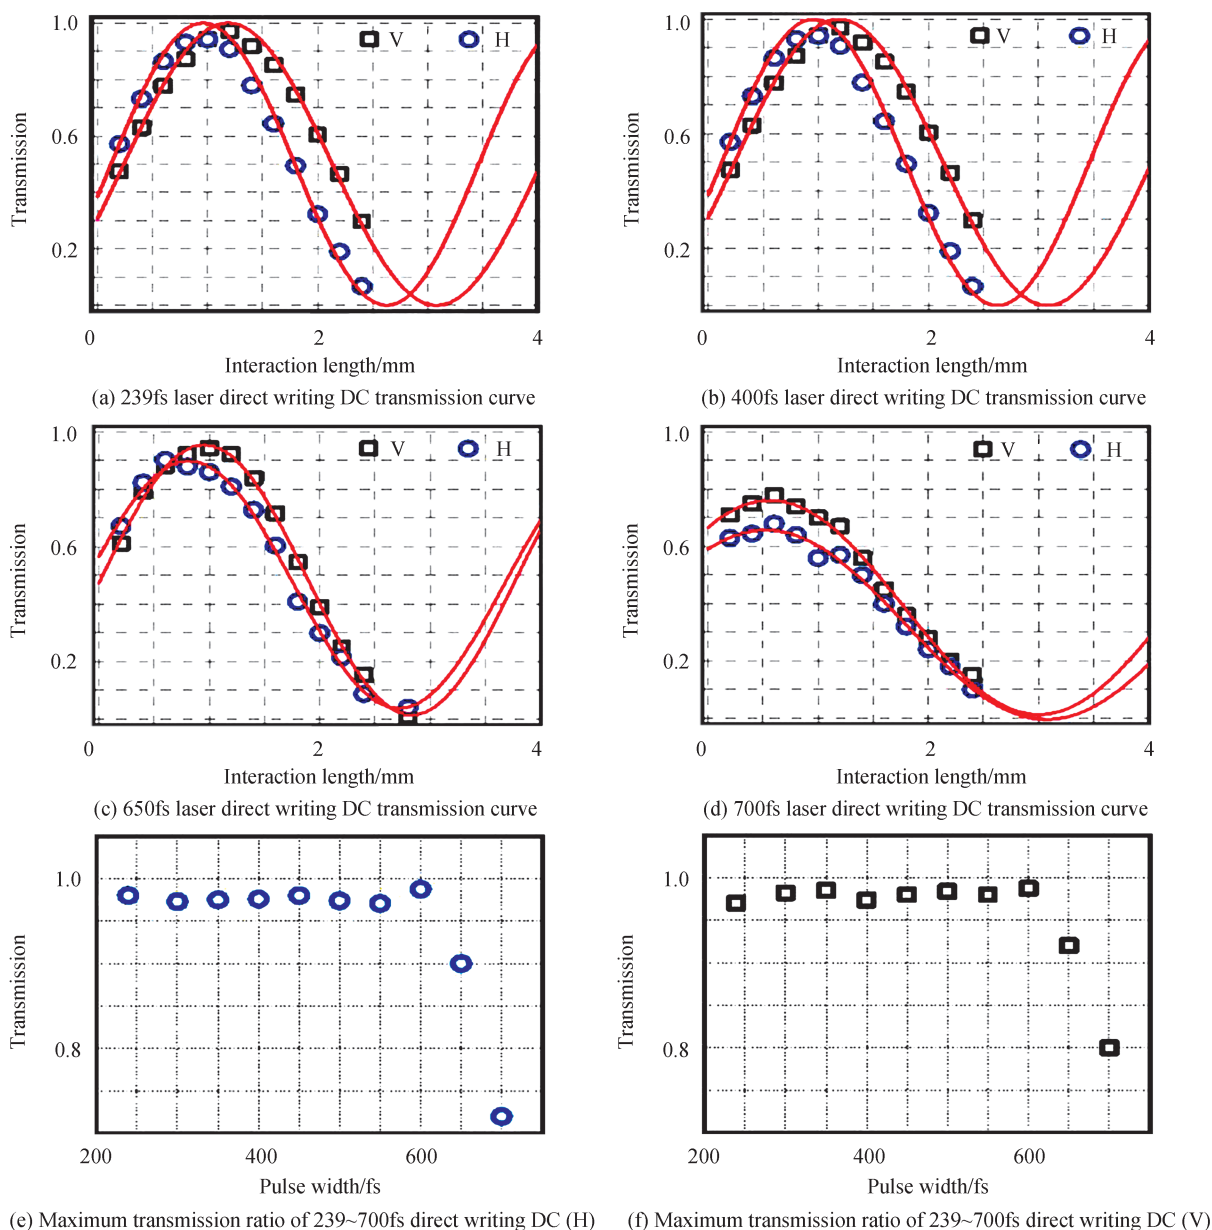 1.0
V
H
Transmission
0.6
0.2
0
2
4
Interaction length/mm
(a) 239fs laser direct writing DC transmission curve
1.0
V
H
Transmission
0.6
0.2
0
2
4
Interaction length/mm
(b) 400fs laser direct writing DC transmission curve
1.0
V
H
Transmission
0.6
0.2
0
2
4
Interaction length/mm
(c) 650fs laser direct writing DC transmission curve
1.0
V
H
Transmission
0.6
0.2
0
2
4
Interaction length/mm
(d) 700fs laser direct writing DC transmission curve
1.0
Transmission
0.8
200
400
600
Pulse width/fs
(e) Maximum transmission ratio of 239~700fs direct writing DC (H)
1.0
Transmission
0.8
200
400
600
Pulse width/fs
(f) Maximum transmission ratio of 239~700fs direct writing DC (V)